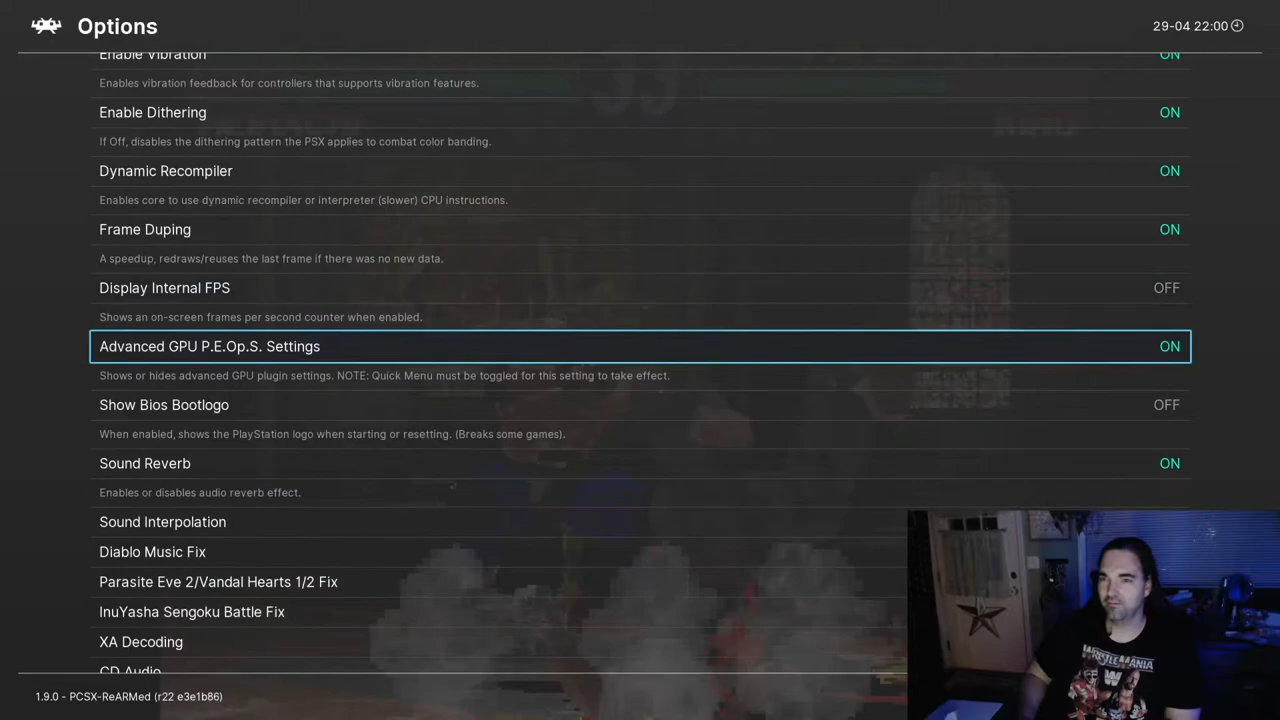 Options
29-04 22:00
Enable Vibration
ON
Enables vibration feedback for controllers that supports vibration features.
Enable Dithering
ON
If Off, disables the dithering pattern the PSX applies to combat color banding.
Dynamic Recompiler
ON
Enables core to use dynamic recompiler or interpreter (slower) CPU instructions.
Frame Duping
ON
A speedup, redraws/reuses the last frame if there was no new data.
Display Internal FPS
OFF
Shows an on-screen frames per second counter when enabled.
Advanced GPU P.E.Op.S. Settings
ON
Shows or hides advanced GPU plugin settings. NOTE: Quick Menu must be toggled for this setting to take effect.
Show Bios Bootlogo
OFF
When enabled, shows the PlayStation logo when starting or resetting. (Breaks some games).
Sound Reverb
ON
Enables or disables audio reverb effect.
Sound Interpolation
Diablo Music Fix
Parasite Eve 2/Vandal Hearts 1/2 Fix
InuYasha Sengoku Battle Fix
XA Decoding
CD Audio
WRESTLEMANIA
1.9.0 - PCSX-ReARMed (r22 e3e1b86)